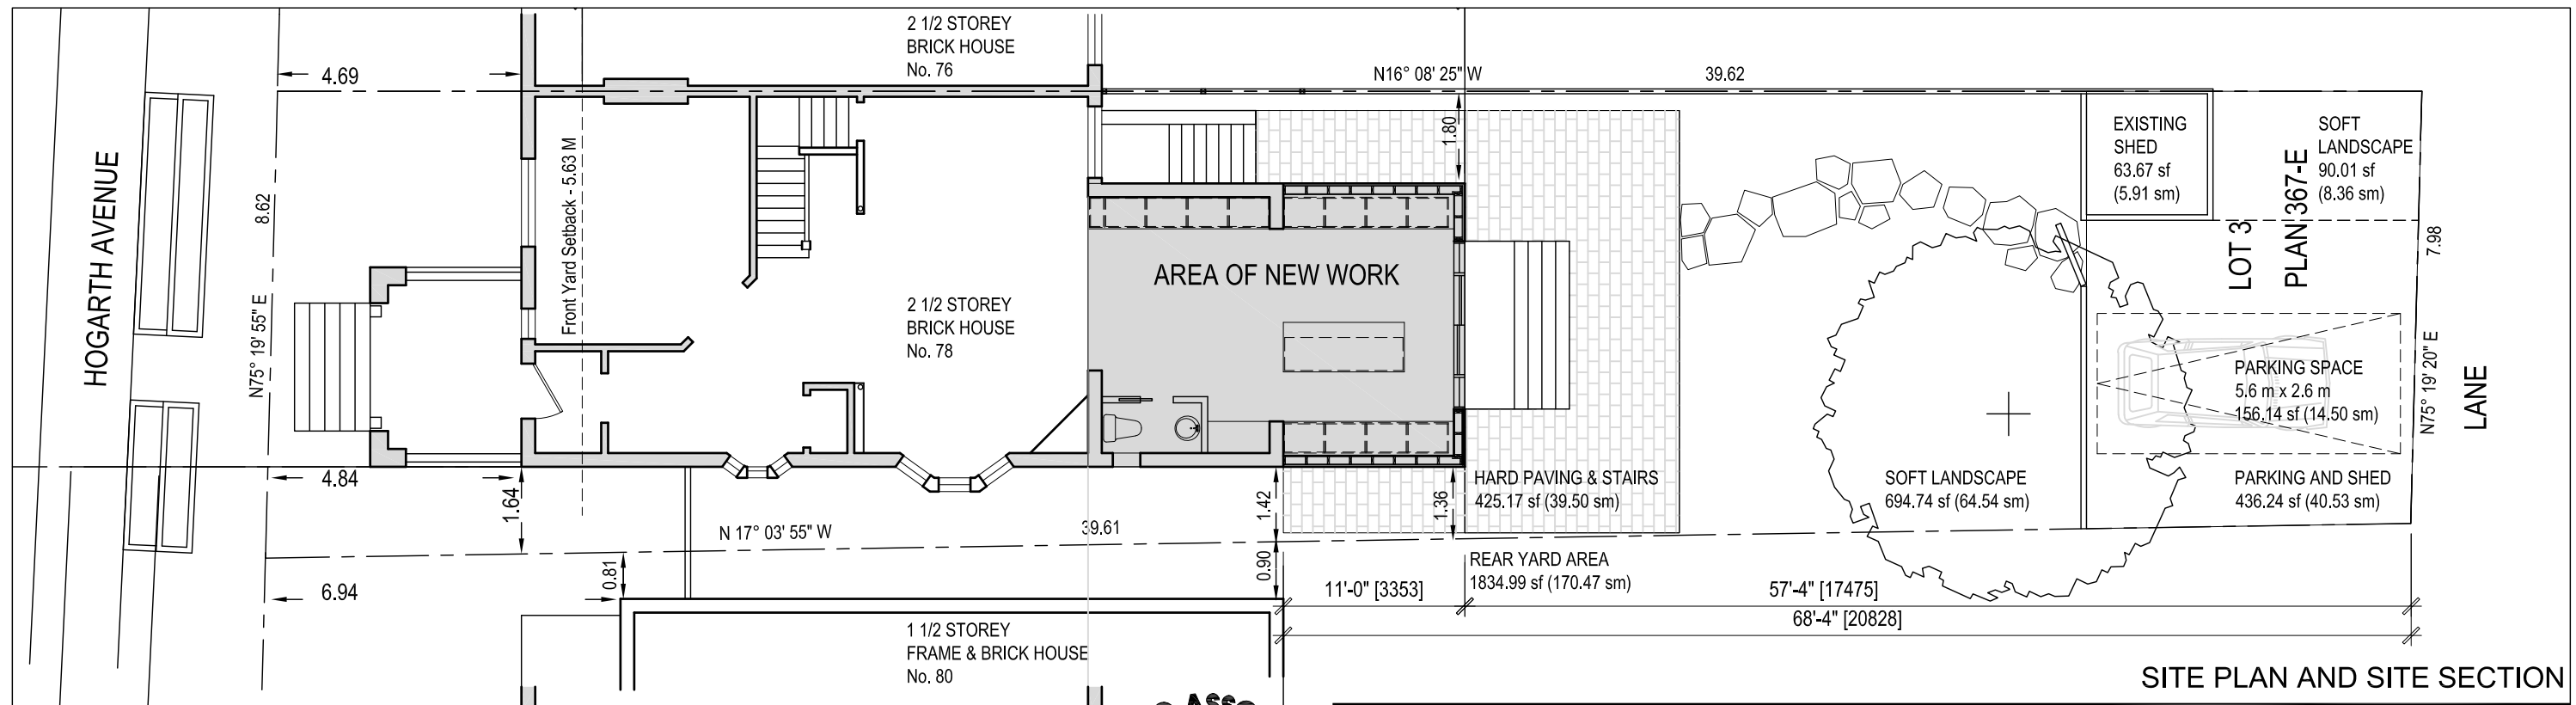 2 1/2 STOREY
BRICK HOUSE
No. 76
4.69
N16° 08' 25" W
39.62
HOGARTH AVENUE
8.62
N75° 19' 55" E
Front Yard Setback - 5.63 M
1.80
EXISTING
SHED
63.67 sf
(5.91 sm)
SOFT
LANDSCAPE
90.01 sf
(8.36 sm)
LOT 3
PLAN 367-E
7.98
N75° 19' 20" E
LANE
AREA OF NEW WORK
2 1/2 STOREY
BRICK HOUSE
No. 78
PARKING SPACE
5.6 m x 2.6 m
156.14 sf (14.50 sm)
4.84
1.64
1.42
1.36
HARD PAVING & STAIRS
425.17 sf (39.50 sm)
SOFT LANDSCAPE
694.74 sf (64.54 sm)
PARKING AND SHED
436.24 sf (40.53 sm)
N 17° 03' 55" W
39.61
0.81
0.90
REAR YARD AREA
1834.99 sf (170.47 sm)
6.94
11'-0" [3353]
57'-4" [17475]
68'-4" [20828]
1 1/2 STOREY
FRAME & BRICK HOUSE
No. 80
SITE PLAN AND SITE SECTION